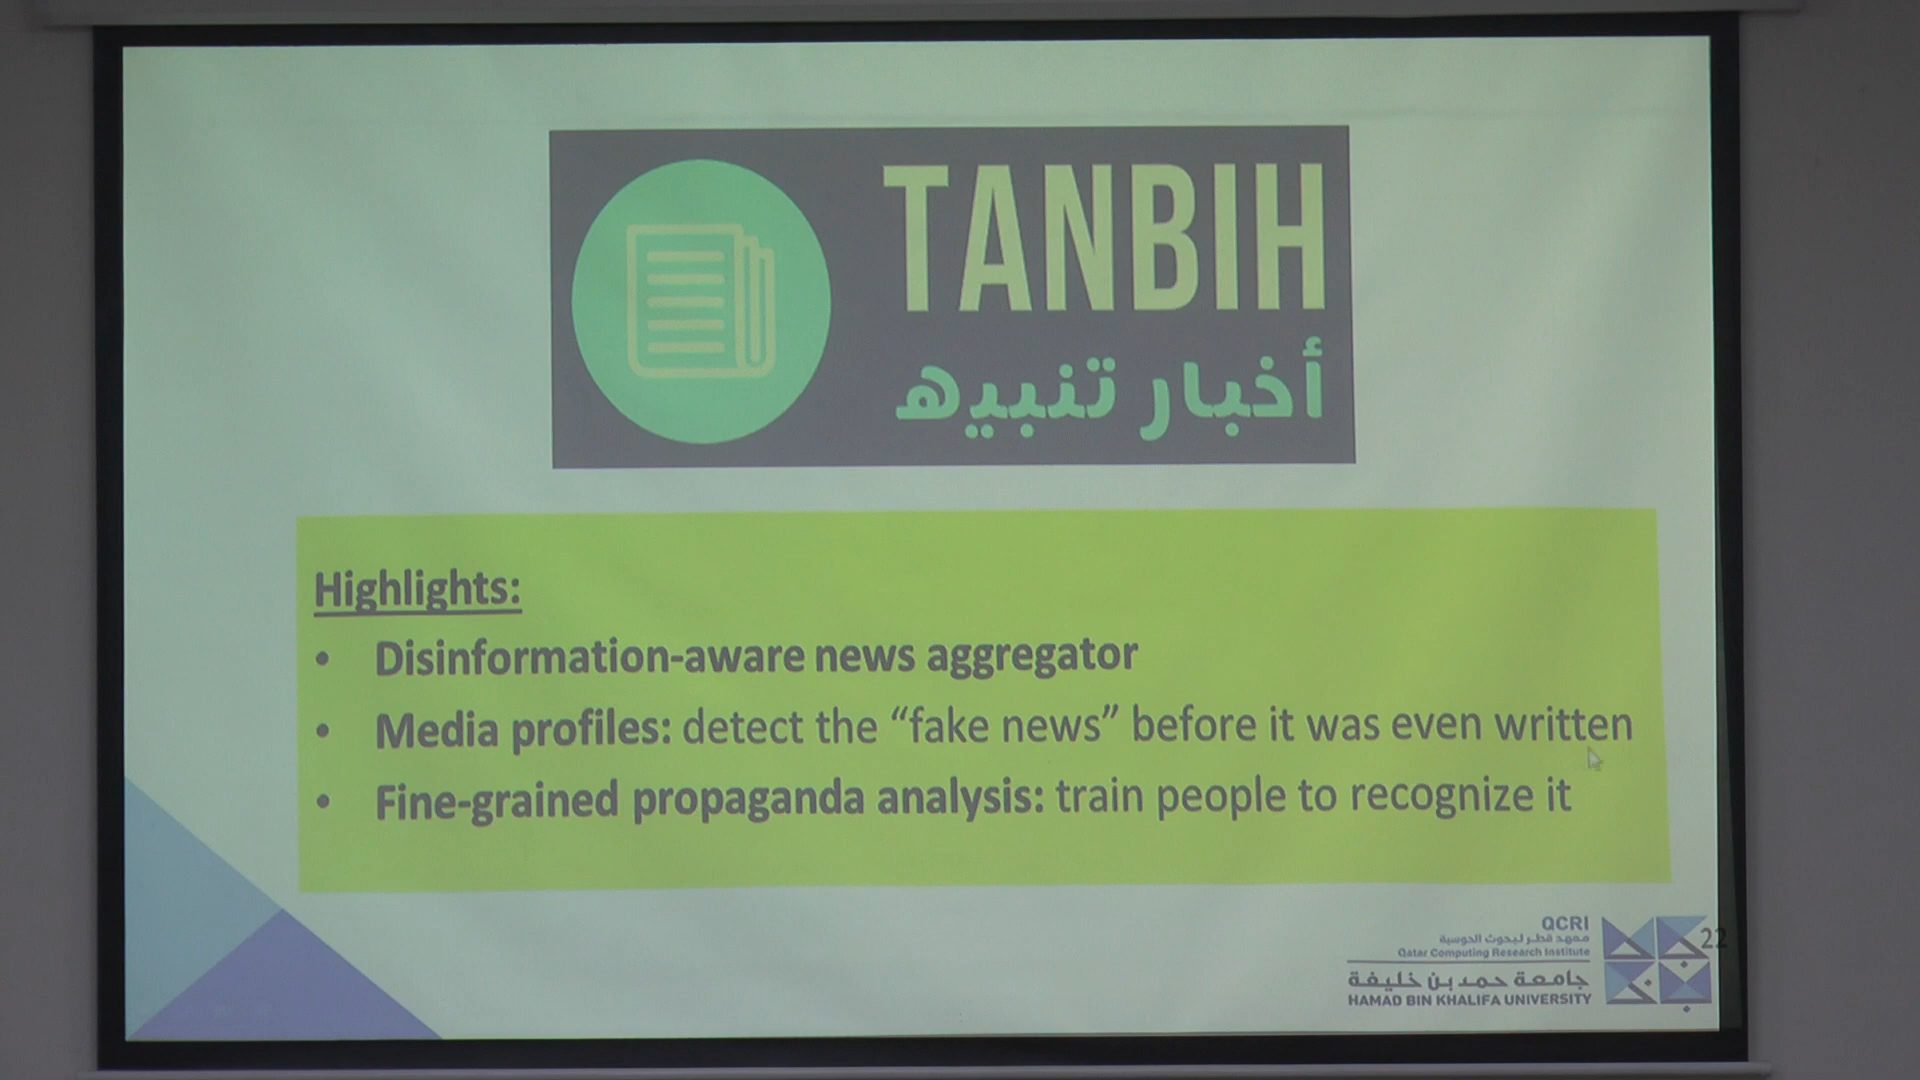 TANBIH
أخبار تنبيه
Highlights:
• Disinformation-aware news aggregator
• Media profiles: detect the “fake news” before it was even written
• Fine-grained propaganda analysis: train people to recognize it
QCRI
معهد قطر لبحوث الحوسبة
Qatar Computing Research Institute
جامعة حمد بن خليفة
HAMAD BIN KHALIFA UNIVERSITY
22